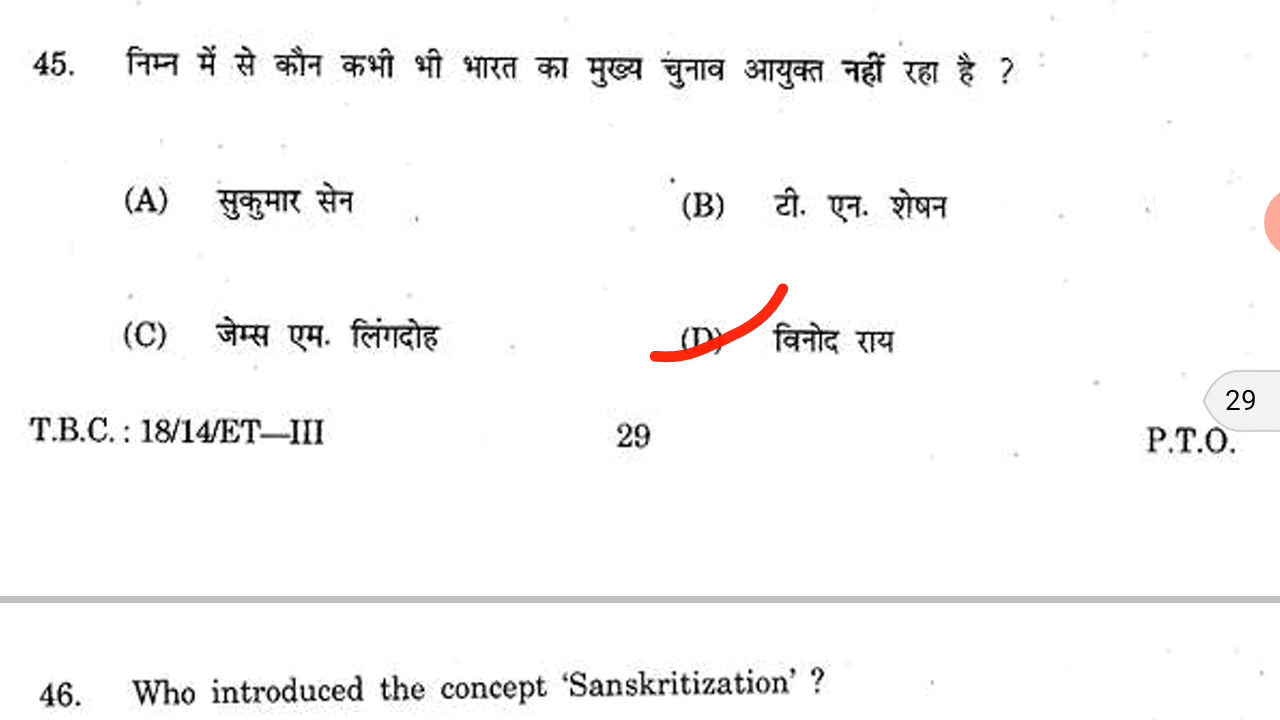 45. निम्न में से कौन कभी भी भारत का मुख्य चुनाव आयुक्त नहीं रहा है ?
(A) सुकुमार सेन (B) टी. एन. शेषन
(C) जेम्स एम. लिंगदोह (D) विनोद राय
29
T.B.C. : 18/14/ET—III 29 P.T.O.
46. Who introduced the concept ‘Sanskritization’ ?